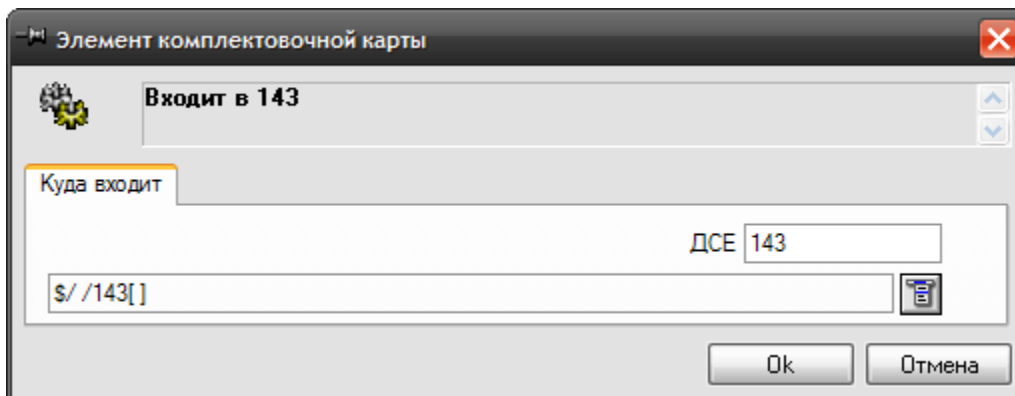 Элемент комплектовочной карты
Входит в 143
Куда входит
ДСЕ 143
$/ /143[ ]
Ok Отмена